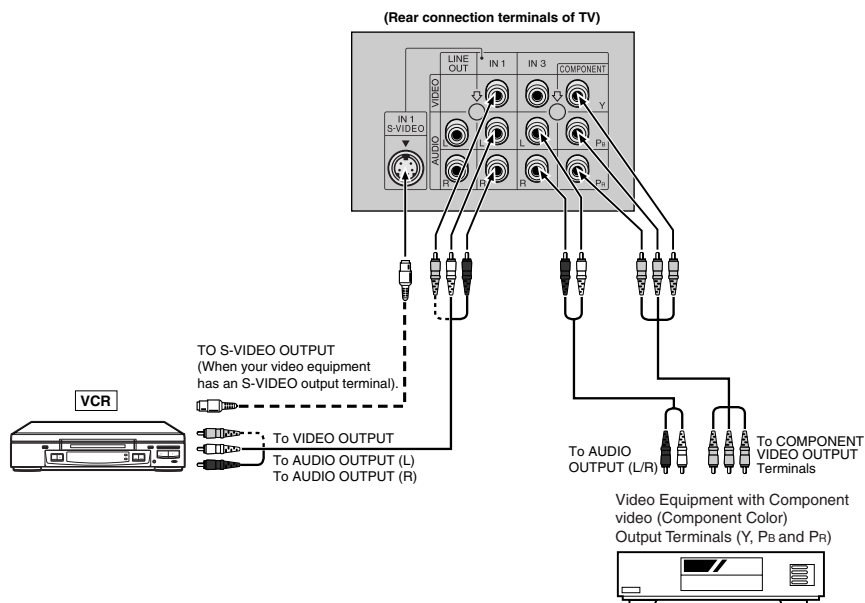 (Rear connection terminals of TV)
LINE
OUT
IN 1
IN 3
COMPONENT
VIDEO
Y
IN 1
S-VIDEO
AUDIO
L
L
L
PB
R
R
R
PR
TO S-VIDEO OUTPUT
(When your video equipment
has an S-VIDEO output terminal).
VCR
To VIDEO OUTPUT
To AUDIO OUTPUT (L)
To AUDIO OUTPUT (R)
To AUDIO
OUTPUT (L/R)
To COMPONENT
VIDEO OUTPUT
Terminals
Video Equipment with Component
video (Component Color)
Output Terminals (Y, PB and PR)